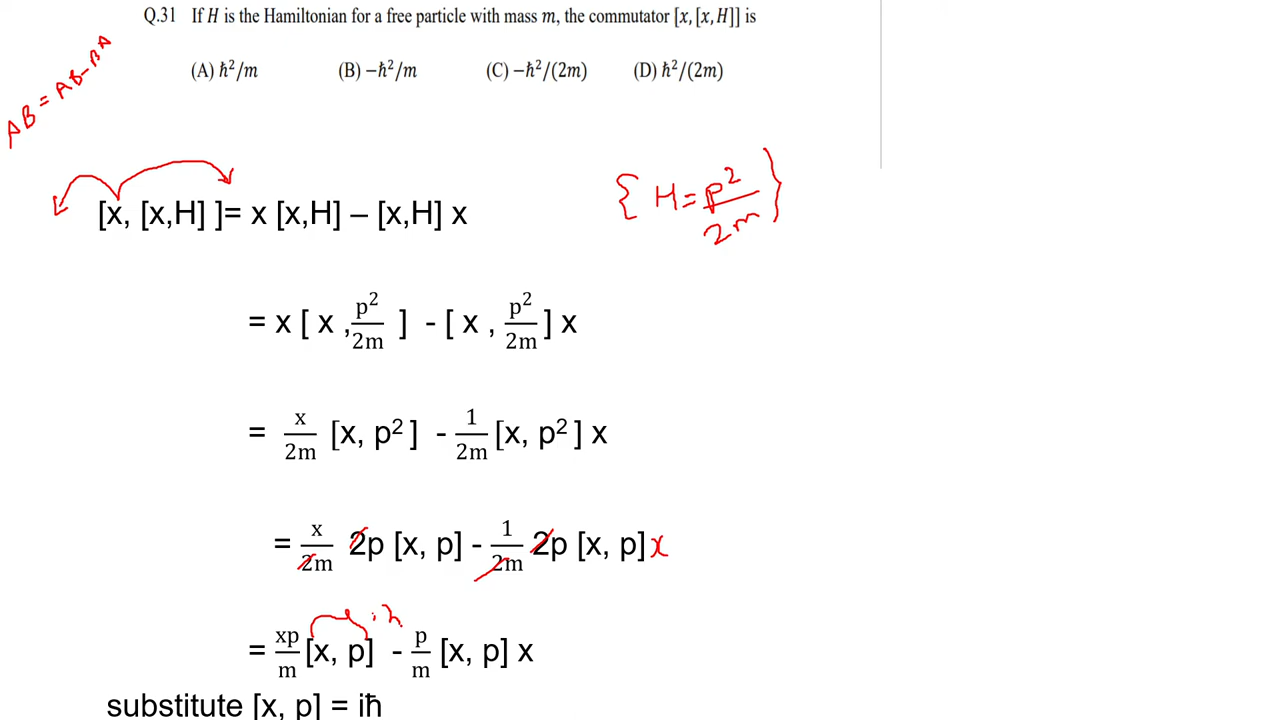 Q.31 If H is the Hamiltonian for a free particle with mass m, the commutator [x, [x, H]] is
(A) ħ²/m (B) −ħ²/m (C) −ħ²/(2m) (D) ħ²/(2m)
AB = AB-BA
[x, [x,H] ]= x [x,H] – [x,H] x
{ H = p²/2m }
= x [ x , p²/2m ] - [ x , p²/2m ] x
= x/2m [x, p²] - 1/2m [x, p² ] x
= x/2m 2p [x, p] - 1/2m 2p [x, p] x
iħ
= xp/m [x, p] - p/m [x, p] x
substitute [x, p] = iħ